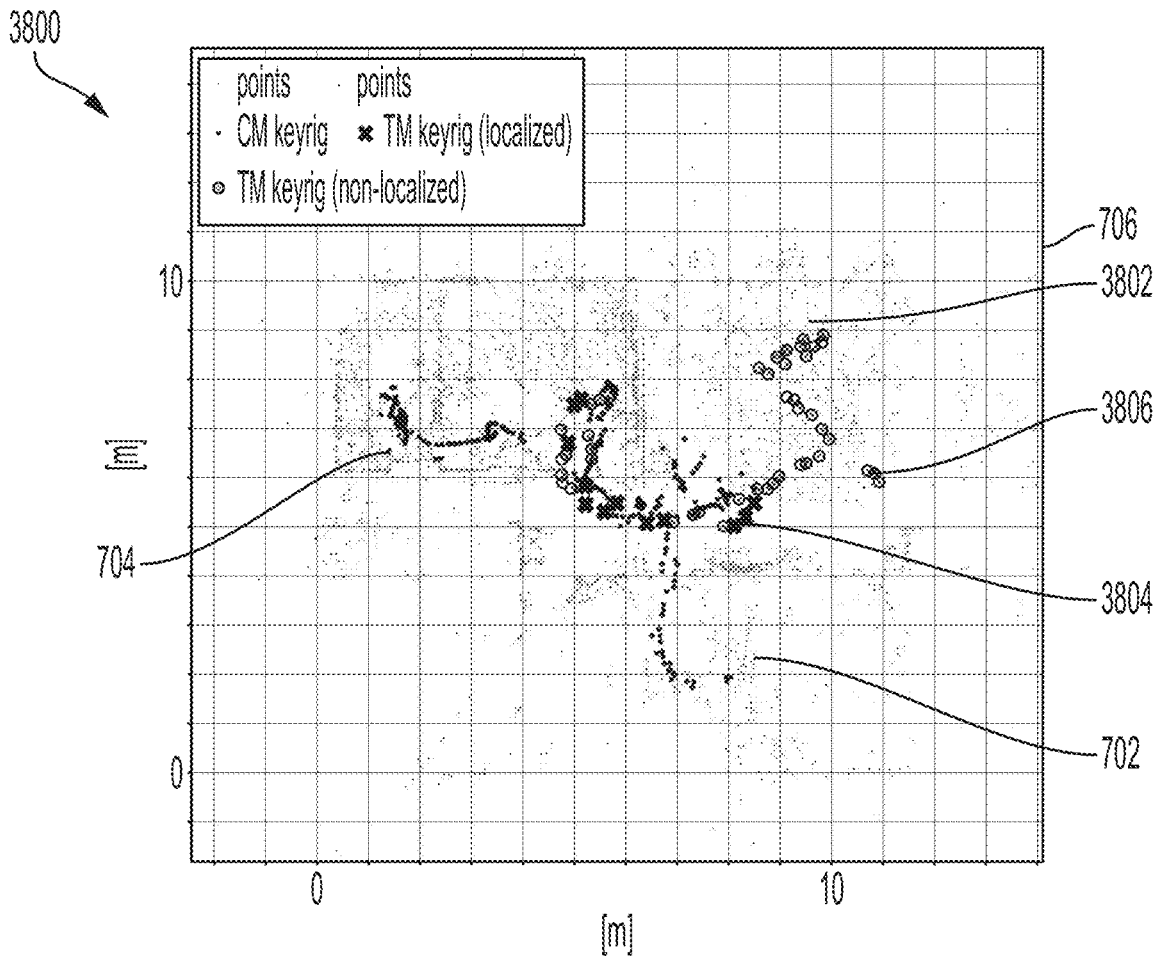 3800
points points
CM keyrig TM keyrig (localized)
TM keyrig (non-localized)
706
10
3802
3806
[m]
704
3804
702
0
0 10
[m]